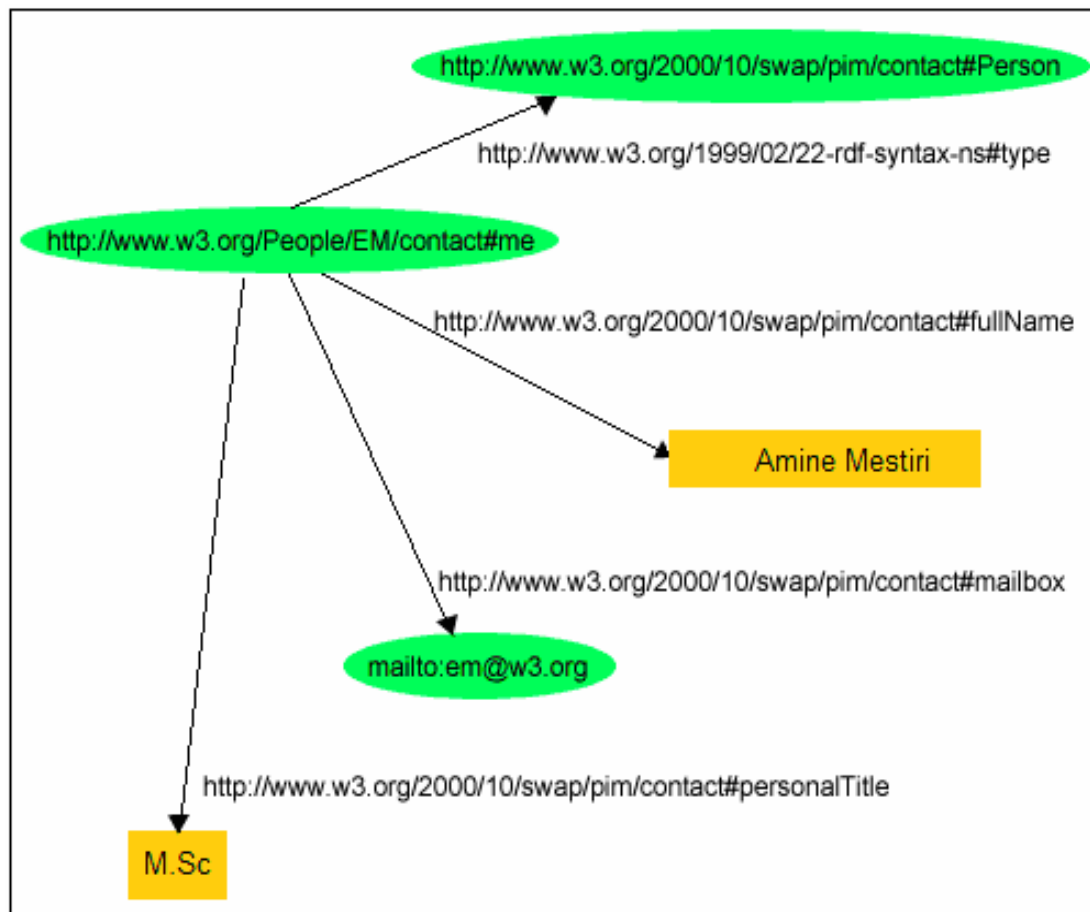 http://www.w3.org/2000/10/swap/pim/contact#Person
http://www.w3.org/1999/02/22-rdf-syntax-ns#type
http://www.w3.org/People/EM/contact#me
http://www.w3.org/2000/10/swap/pim/contact#fullName
Amine Mestiri
http://www.w3.org/2000/10/swap/pim/contact#mailbox
mailto:em@w3.org
http://www.w3.org/2000/10/swap/pim/contact#personalTitle
M.Sc